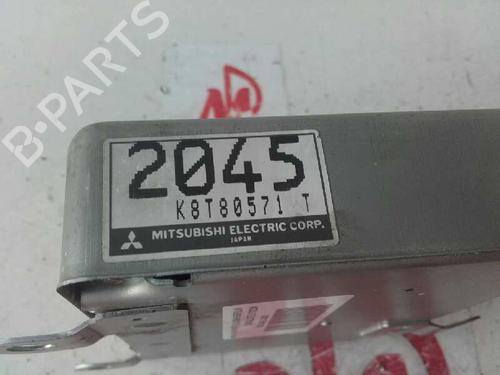 B-PARTS
2045
K8T80571 T
MITSUBISHI ELECTRIC CORP.
JAPAN